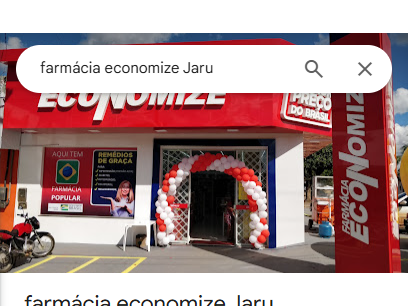 farmácia economize Jaru
ECONOMIZE
PREÇO
DO BRASIL
AQUI TEM
FARMÁCIA
POPULAR
REMÉDIOS
DE GRAÇA
FARMÁCIA
ECONOMIZE
farmácia economize Jaru